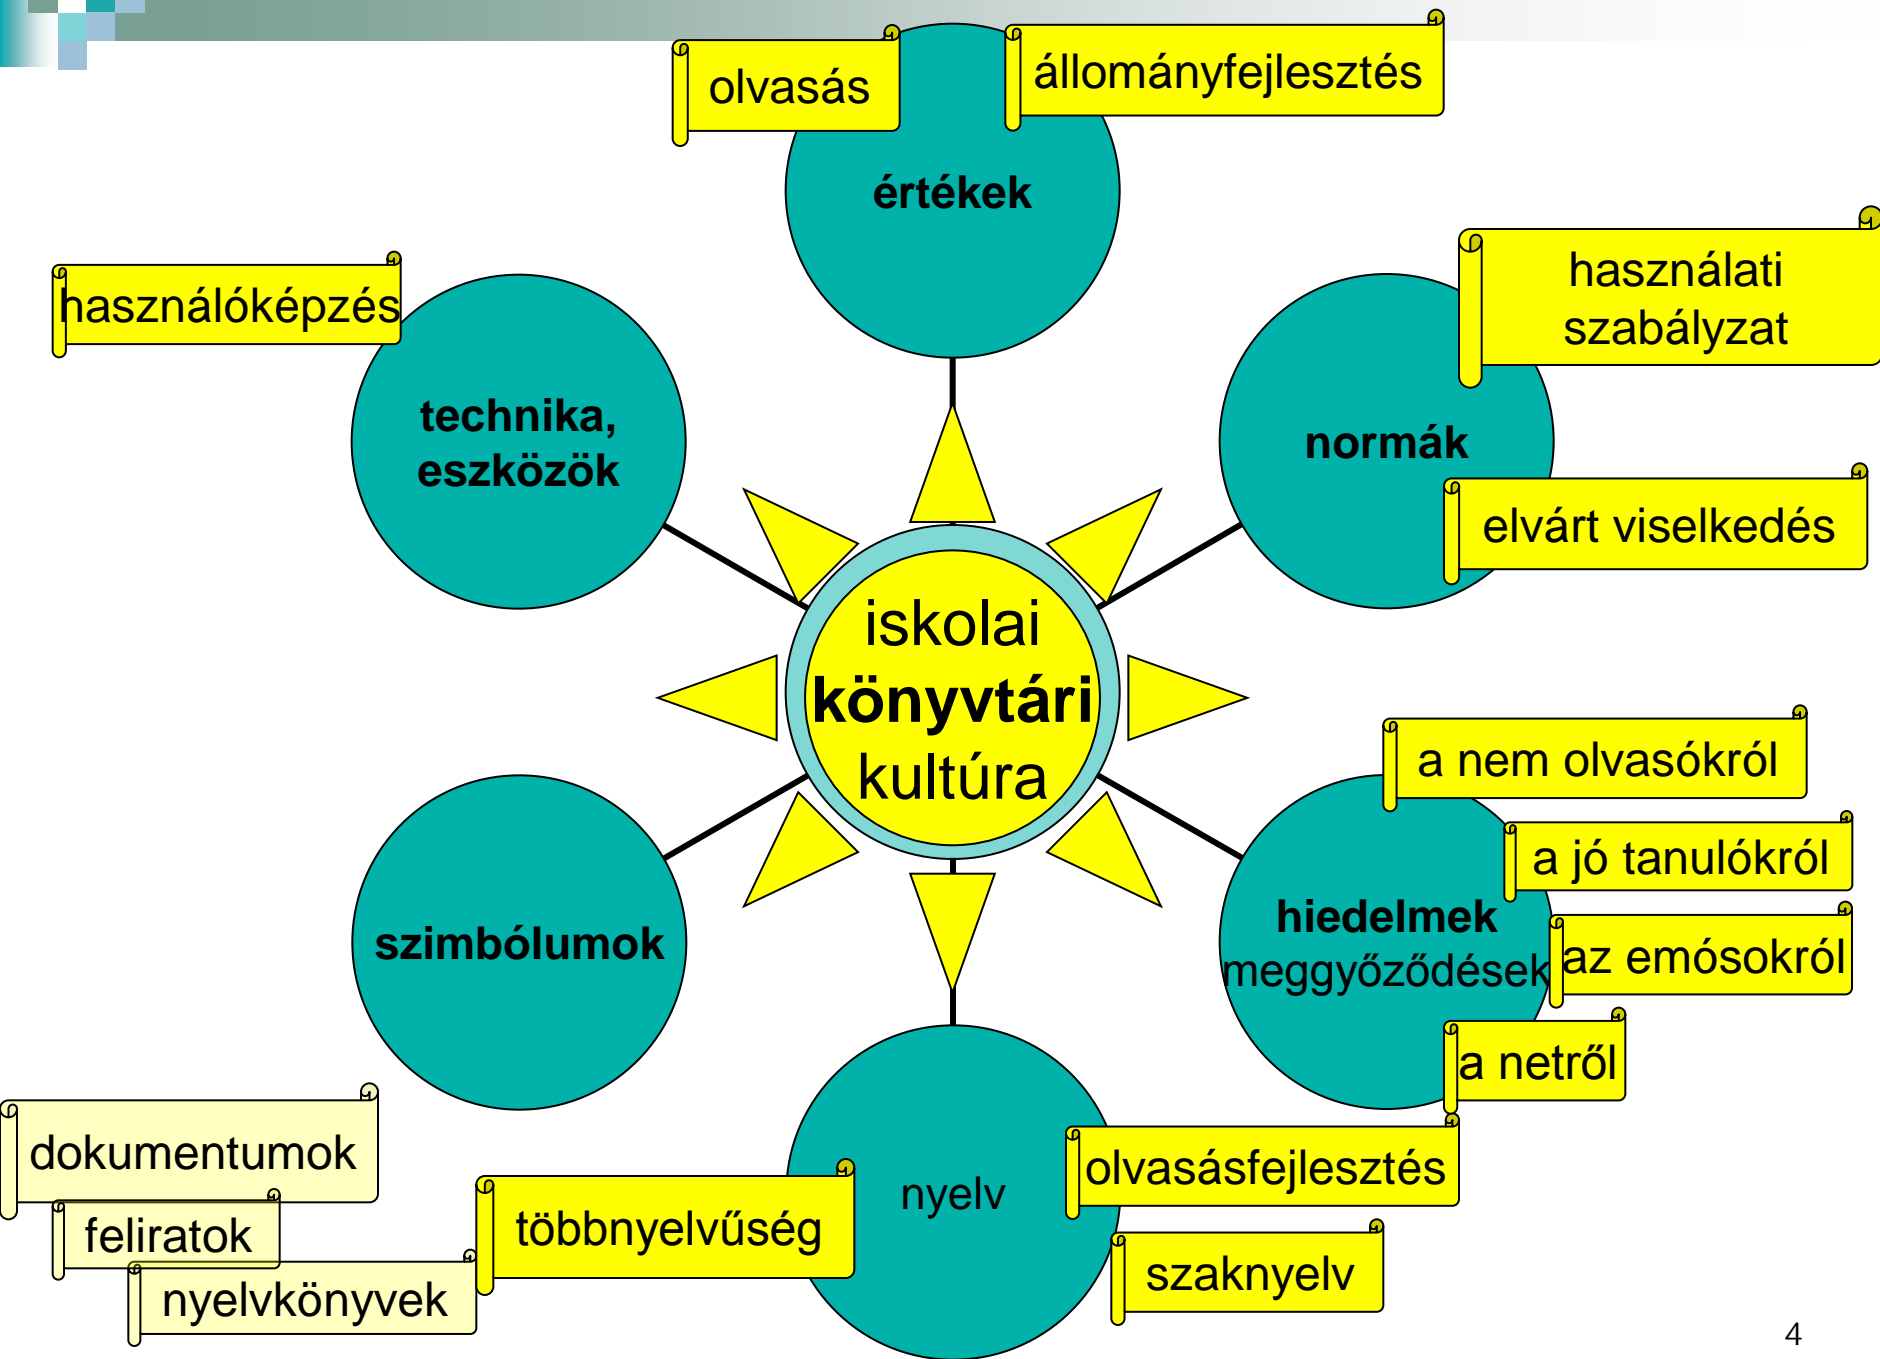 olvasás
állományfejlesztés
értékek
használati
szabályzat
használóképzés
technika,
eszközök
normák
elvárt viselkedés
iskolai
könyvtári
kultúra
a nem olvasókról
a jó tanulókról
hiedelmek
meggyőződések
az emósokról
a netről
szimbólumok
dokumentumok
feliratok
nyelvkönyvek
többnyelvűség
nyelv
olvasásfejlesztés
szaknyelv
4